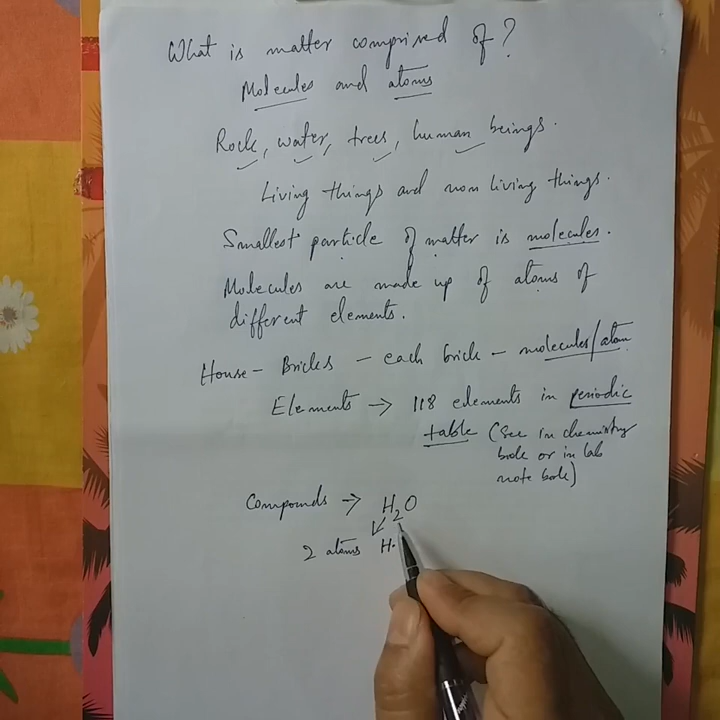 What is matter comprised of?
Molecules and atoms
Rock, water, trees, human beings.
Living things and non living things.
Smallest particle of matter is molecules.
Molecules are made up of atoms of
different elements.
House - Bricks - each brick - molecules/atom
Elements → 118 elements in periodic
table (See in chemistry
book or in lab
note book)
Compounds → H2O
2 atoms H.